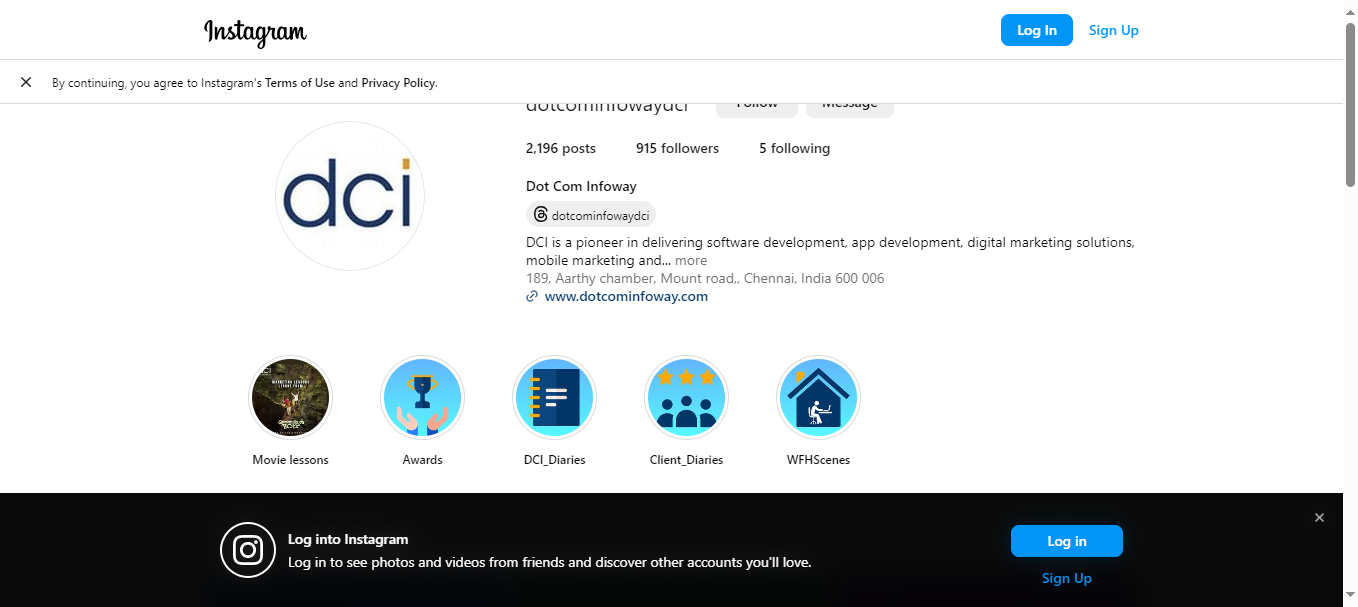 Instagram
Log In
Sign Up
By continuing, you agree to Instagram's Terms of Use and Privacy Policy.
dotcominfowaydci
Follow
Message
dci
2,196 posts
915 followers
5 following
Dot Com Infoway
dotcominfowaydci
DCI is a pioneer in delivering software development, app development, digital marketing solutions,
mobile marketing and... more
189, Aarthy chamber, Mount road,, Chennai, India 600 006
www.dotcominfoway.com
Movie lessons
Awards
DCI_Diaries
Client_Diaries
WFHScenes
Log into Instagram
Log in to see photos and videos from friends and discover other accounts you'll love.
Log in
Sign Up